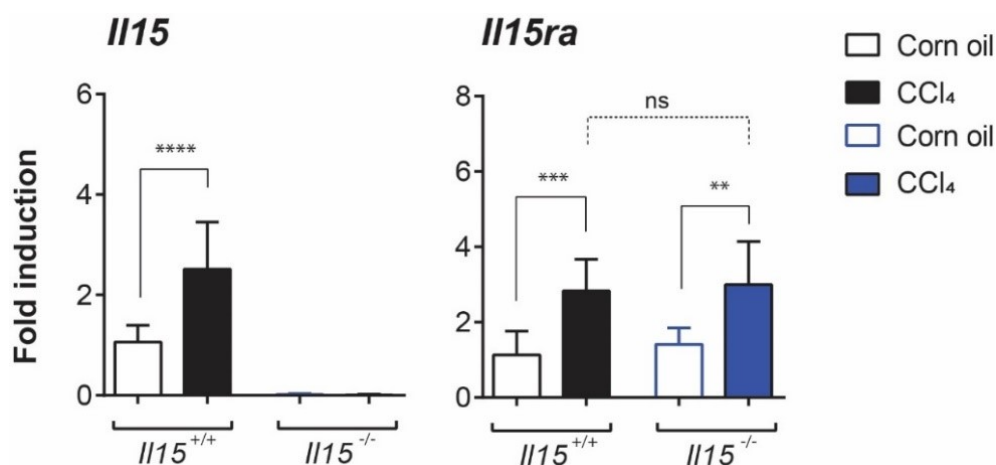 Il15
Il15ra
Corn oil
CCl₄
Corn oil
CCl₄
Fold induction
6
4
2
0
****
Il15+/+
Il15-/-
8
6
4
2
0
ns
***
**
Il15+/+
Il15-/-